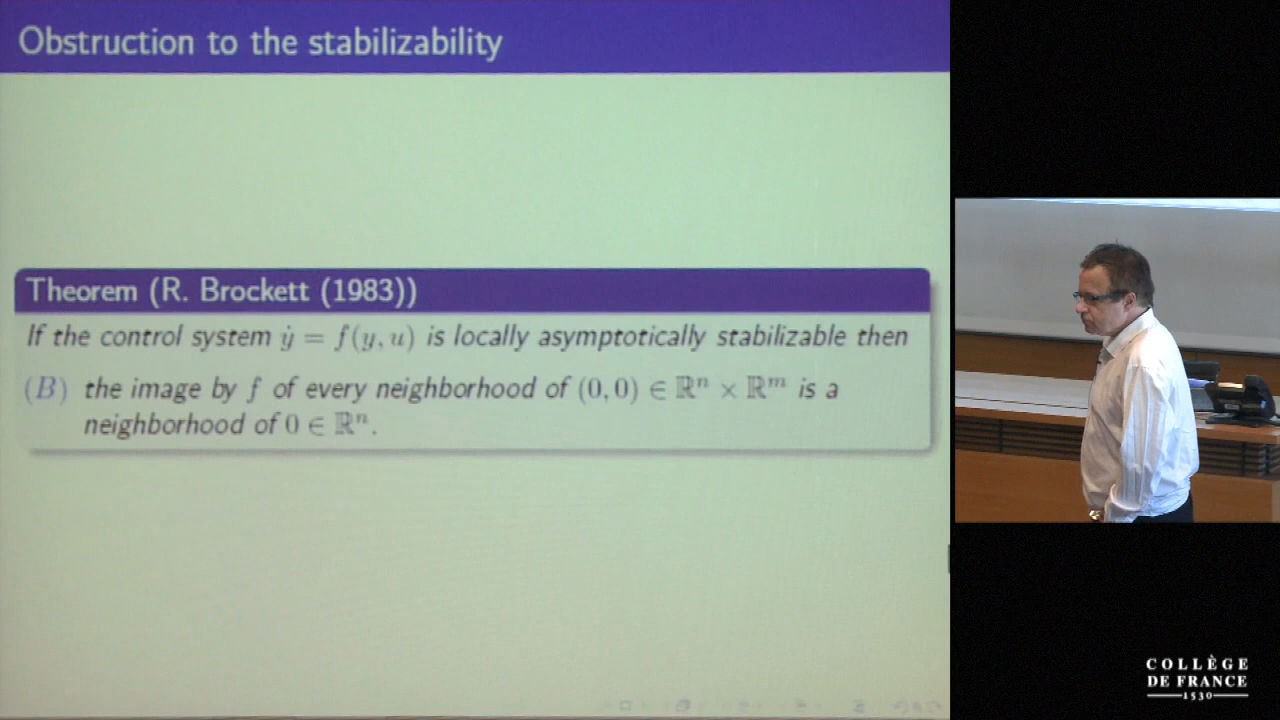 Obstruction to the stabilizability
Theorem (R. Brockett (1983))
If the control system ẏ = f(y, u) is locally asymptotically stabilizable then
(B) the image by f of every neighborhood of (0, 0) ∈ ℝⁿ × ℝᵐ is a
neighborhood of 0 ∈ ℝⁿ.
COLLÈGE
DE FRANCE
1530